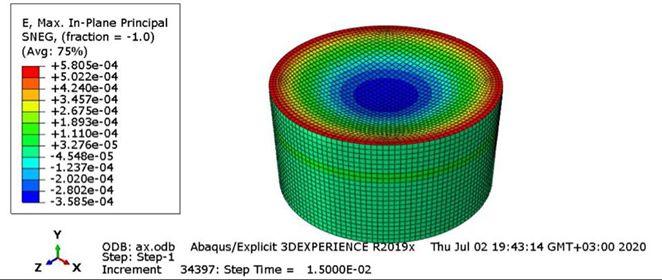 E, Max. In-Plane Principal
SNEG, (fraction = -1.0)
(Avg: 75%)
+5.805e-04
+5.022e-04
+4.240e-04
+3.457e-04
+2.675e-04
+1.893e-04
+1.110e-04
+3.276e-05
-4.548e-05
-1.237e-04
-2.020e-04
-2.802e-04
-3.585e-04
Y
Z X
ODB: ax.odb Abaqus/Explicit 3DEXPERIENCE R2019x Thu Jul 02 19:43:14 GMT+03:00 2020
Step: Step-1
Increment 34397: Step Time = 1.5000E-02